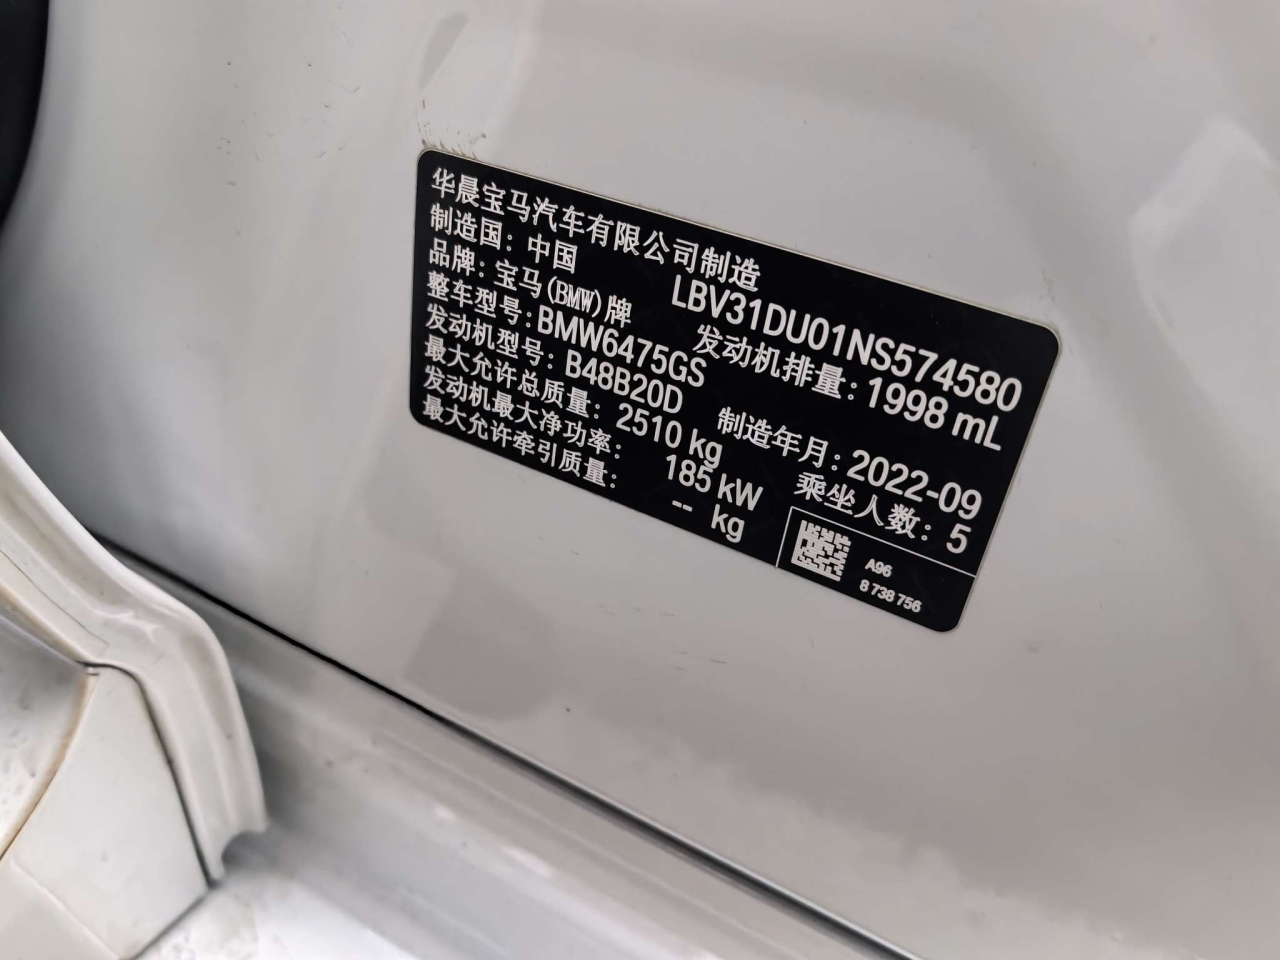 华晨宝马汽车有限公司制造
制造国：中国 LBV31DU01NS574580
品牌：宝马(BMW)牌 发动机排量：1998 mL
整车型号：BMW6475GS
发动机型号：B48B20D 制造年月：2022-09
最大允许总质量：2510 kg 乘坐人数：5
发动机最大净功率：185 kW
最大允许牵引质量：-- kg
A96
8 738 756